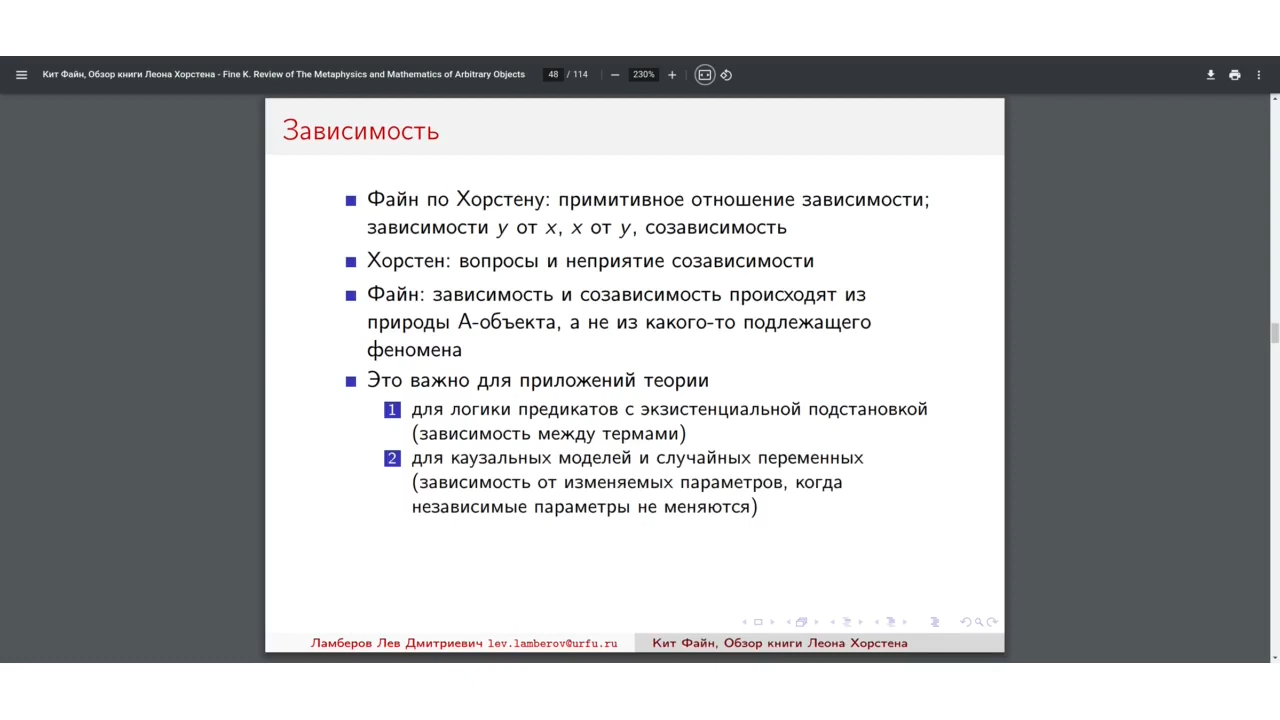 Кит Файн, Обзор книги Леона Хорстена - Fine K. Review of The Metaphysics and Mathematics of Arbitrary Objects 48 / 114 230%
Зависимость
Файн по Хорстену: примитивное отношение зависимости;
зависимости y от x, x от y, созависимость
Хорстен: вопросы и неприятие созависимости
Файн: зависимость и созависимость происходят из
природы А-объекта, а не из какого-то подлежащего
феномена
Это важно для приложений теории
1 для логики предикатов с экзистенциальной подстановкой
(зависимость между термами)
2 для каузальных моделей и случайных переменных
(зависимость от изменяемых параметров, когда
независимые параметры не меняются)
Ламберов Лев Дмитриевич lev.lamberov@urfu.ru Кит Файн, Обзор книги Леона Хорстена